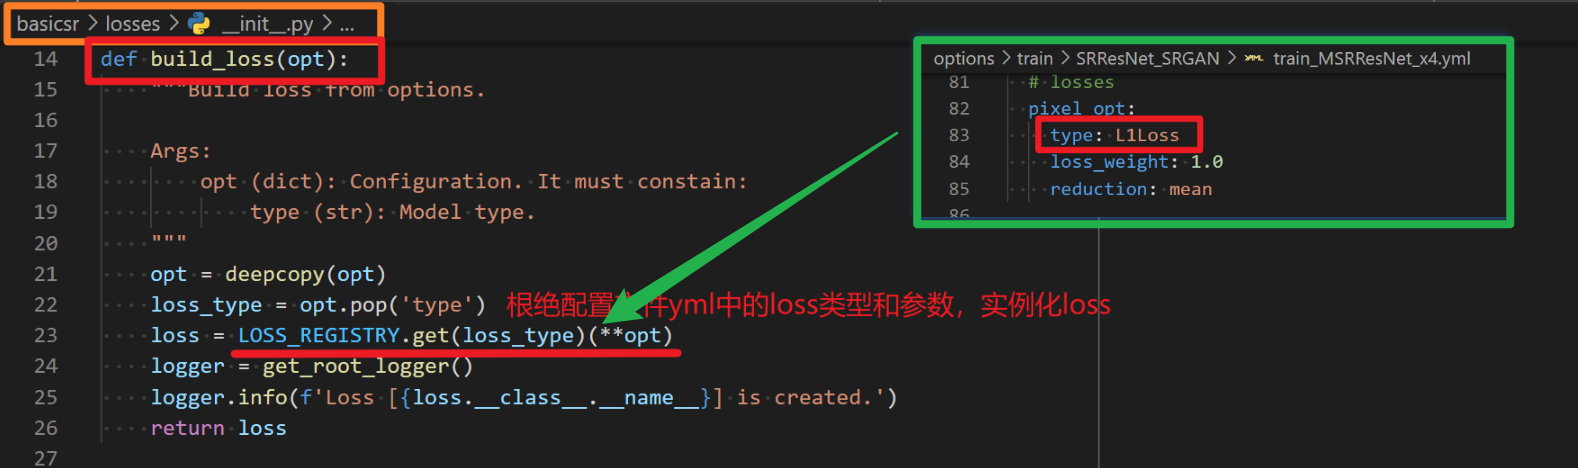 basicsr > losses > __init__.py > ...
14 def build_loss(opt):
15 """Build loss from options.
16
17 Args:
18 opt (dict): Configuration. It must constain:
19 type (str): Model type.
20 """
21 opt = deepcopy(opt)
22 loss_type = opt.pop('type') 根绝配置 件yml中的loss类型和参数，实例化loss
23 loss = LOSS_REGISTRY.get(loss_type)(**opt)
24 logger = get_root_logger()
25 logger.info(f'Loss [{loss.__class__.__name__}] is created.')
26 return loss
27
options > train > SRResNet_SRGAN > YAML train_MSRResNet_x4.yml
81 # losses
82 pixel_opt:
83 type: L1Loss
84 loss_weight: 1.0
85 reduction: mean
86